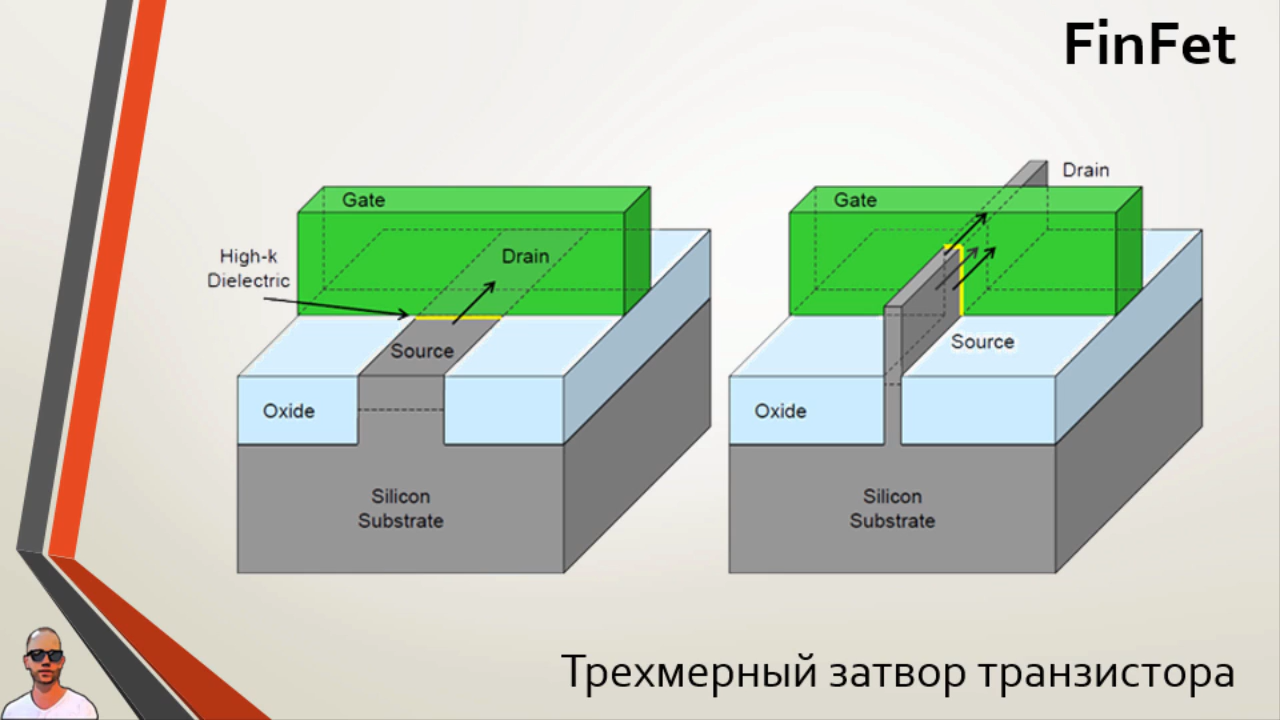 FinFet
Gate
High-k
Dielectric
Drain
Source
Oxide
Silicon
Substrate
Drain
Gate
Source
Oxide
Silicon
Substrate
Трехмерный затвор транзистора